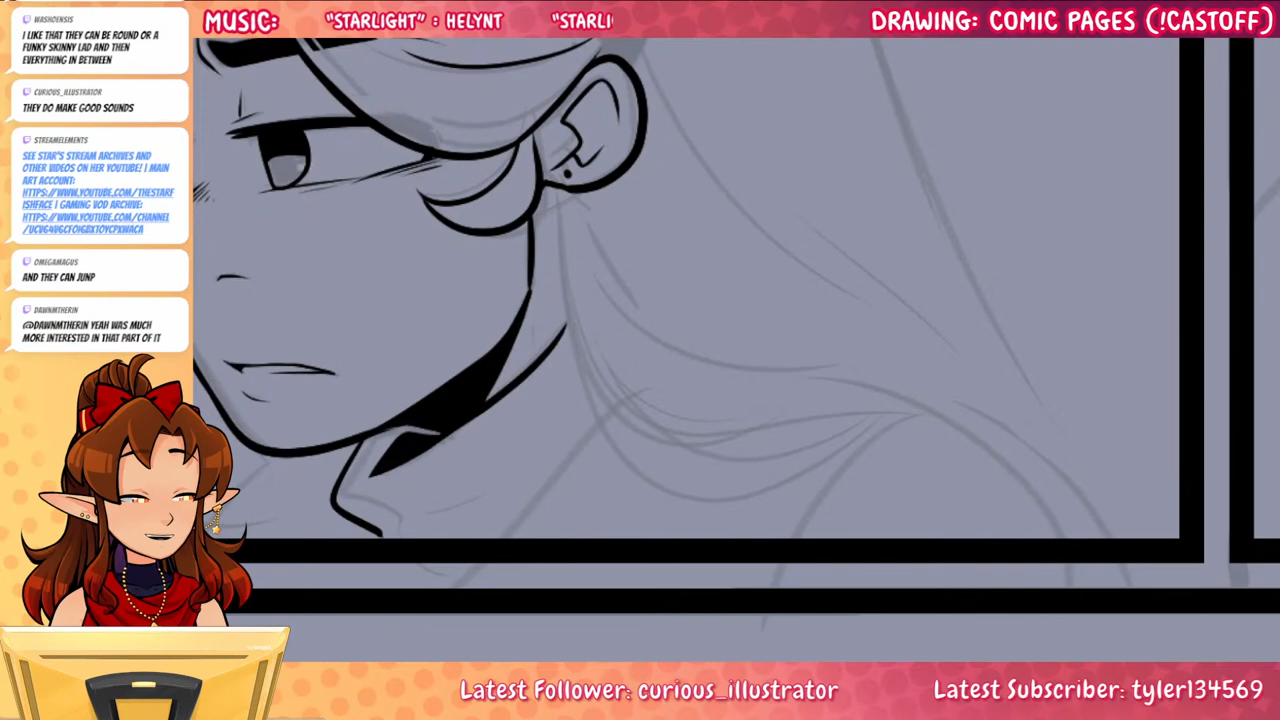 MUSIC:
"STARLIGHT" : HELYNT
"STARLI
DRAWING: COMIC PAGES (!CASTOFF)
WASHOENSIS
I LIKE THAT THEY CAN BE ROUND OR A
FUNKY SKINNY LAD AND THEN
EVERYTHING IN BETWEEN
CURIOUS_ILLUSTRATOR
THEY DO MAKE GOOD SOUNDS
STREAMELEMENTS
SEE STAR'S STREAM ARCHIVES AND
OTHER VIDEOS ON HER YOUTUBE! | MAIN
ART ACCOUNT:
HTTPS://WWW.YOUTUBE.COM/THESTARF
ISHFACE | GAMING VOD ARCHIVE:
HTTPS://WWW.YOUTUBE.COM/CHANNEL
OMEGAMAGUS
AND THEY CAN JUNP
DAWNMTHERIN
@DAWNMTHERIN YEAH WAS MUCH
MORE INTERESTED IN THAT PART OF IT
Latest Follower: curious_illustrator
Latest Subscriber: tyler134569